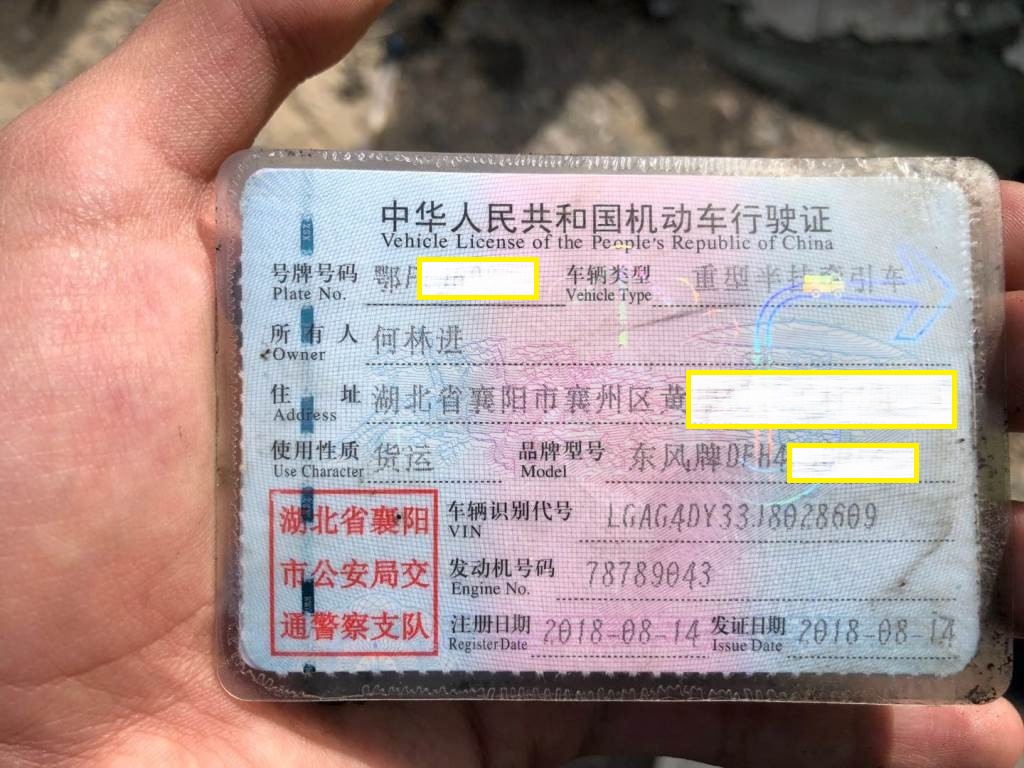 中华人民共和国机动车行驶证
Vehicle License of the People's Republic of China
号牌号码 鄂 车辆类型 重型半挂牵引车
Plate No. Vehicle Type
所有人 何林进
Owner
住址 湖北省襄阳市襄州区黄
Address
使用性质 货运 品牌型号 东风牌DFH4
Use Character Model
湖北省襄阳
市公安局交
通警察支队
车辆识别代号 LGAG4DY33J8028609
VIN
发动机号码 78789043
Engine No.
注册日期 2018-08-14 发证日期 2018-08-14
Register Date Issue Date